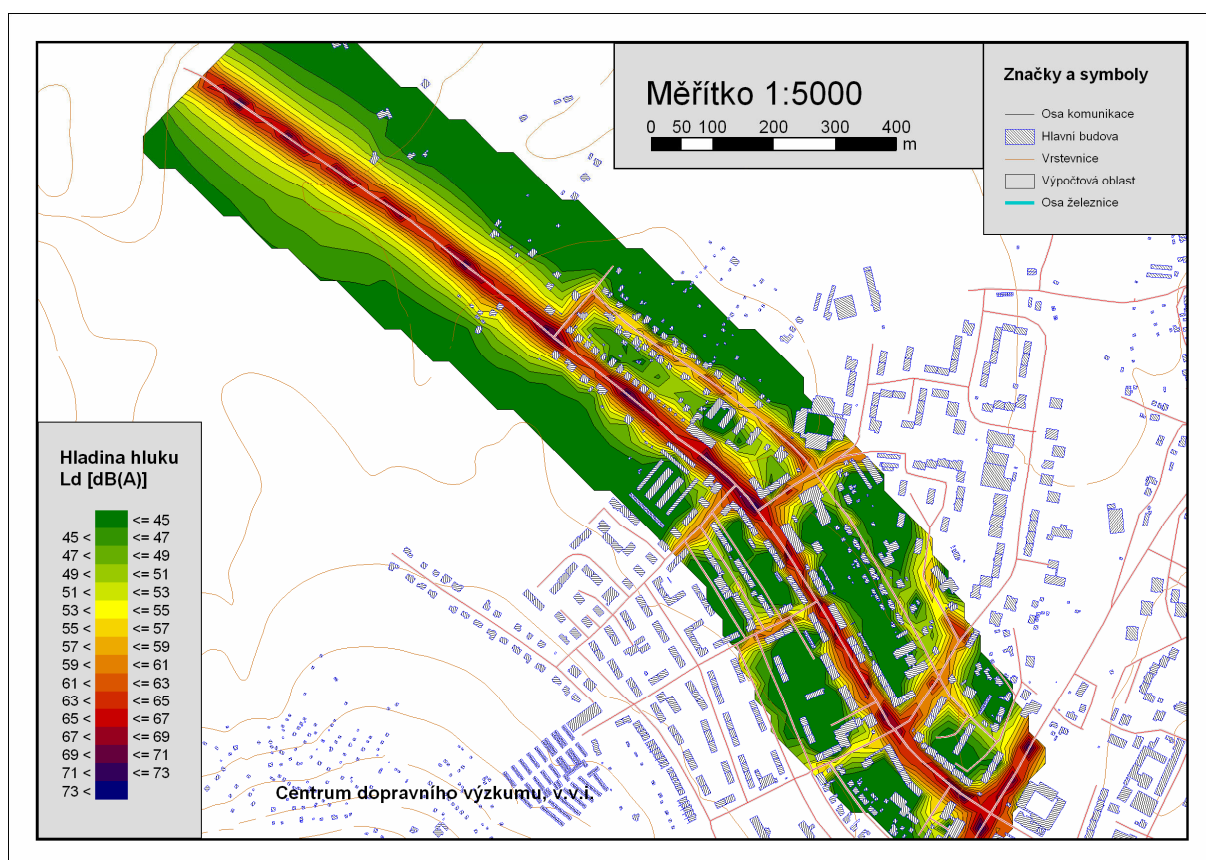 Měřítko 1:5000
0 50 100 200 300 400
m
Značky a symboly
Osa komunikace
Hlavni budova
Vrstevnice
Výpočtová oblast
Osa železnice
Hladina hluku
Ld [dB(A)]
<= 45
45 < <= 47
47 < <= 49
49 < <= 51
51 < <= 53
53 < <= 55
55 < <= 57
57 < <= 59
59 < <= 61
61 < <= 63
63 < <= 65
65 < <= 67
67 < <= 69
69 < <= 71
71 < <= 73
73 <
Centrum dopravního výzkumu, v.v.i.